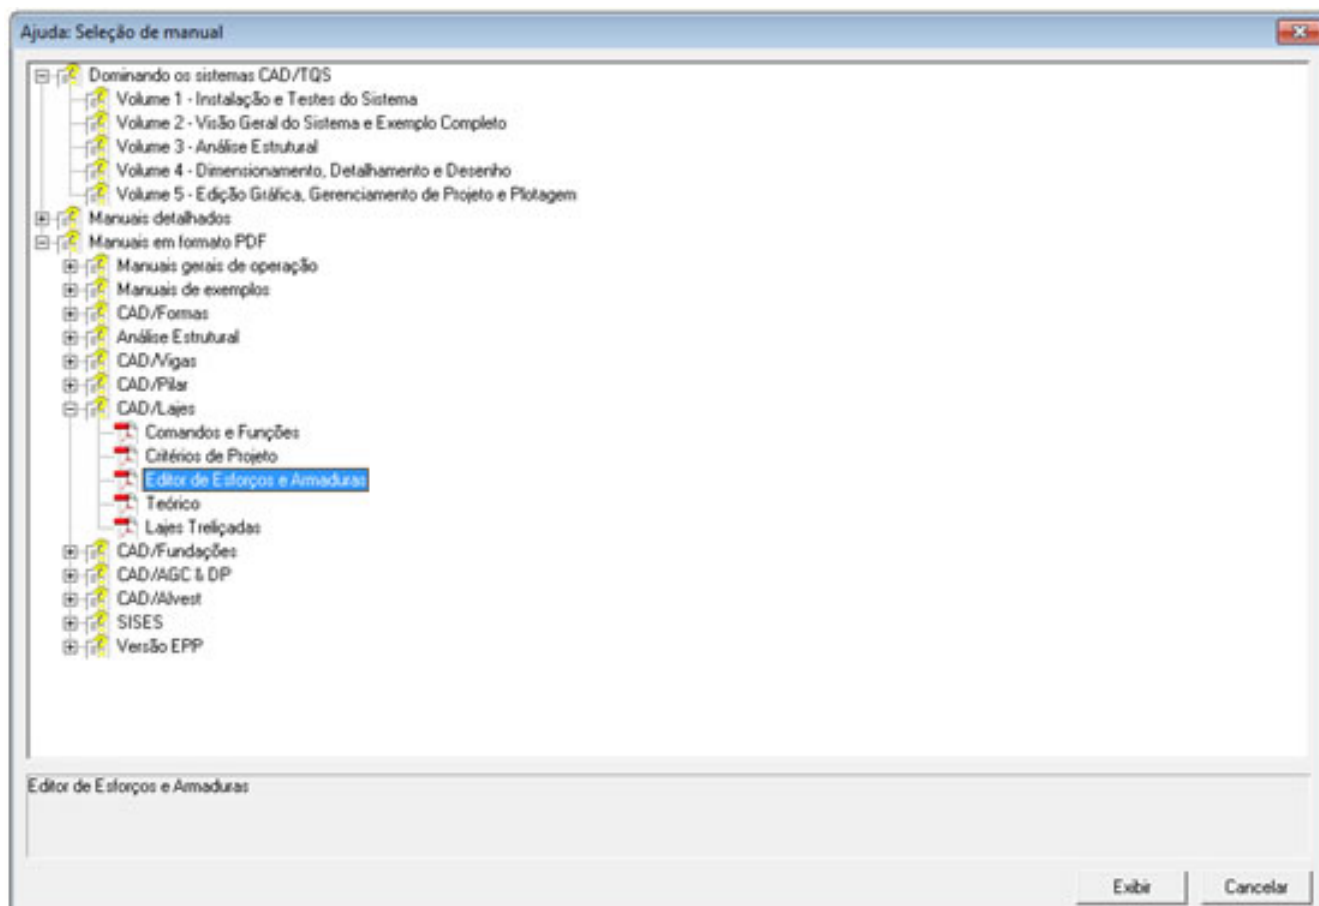 Ajuda: Seleção de manual
Dominando os sistemas CAD/TQS
Volume 1 - Instalação e Testes do Sistema
Volume 2 - Visão Geral do Sistema e Exemplo Completo
Volume 3 - Análise Estrutural
Volume 4 - Dimensionamento, Detalhamento e Desenho
Volume 5 - Edição Gráfica, Gerenciamento de Projeto e Plotagem
Manuais detalhados
Manuais em formato PDF
Manuais gerais de operação
Manuais de exemplos
CAD/Formas
Análise Estrutural
CAD/Vigas
CAD/Pilar
CAD/Lajes
Comandos e Funções
Critérios de Projeto
Editor de Esforços e Armaduras
Teórico
Lajes Treliçadas
CAD/Fundações
CAD/AGC & DP
CAD/Alvest
SISES
Versão EPP
Editor de Esforços e Armaduras
Exibir Cancelar